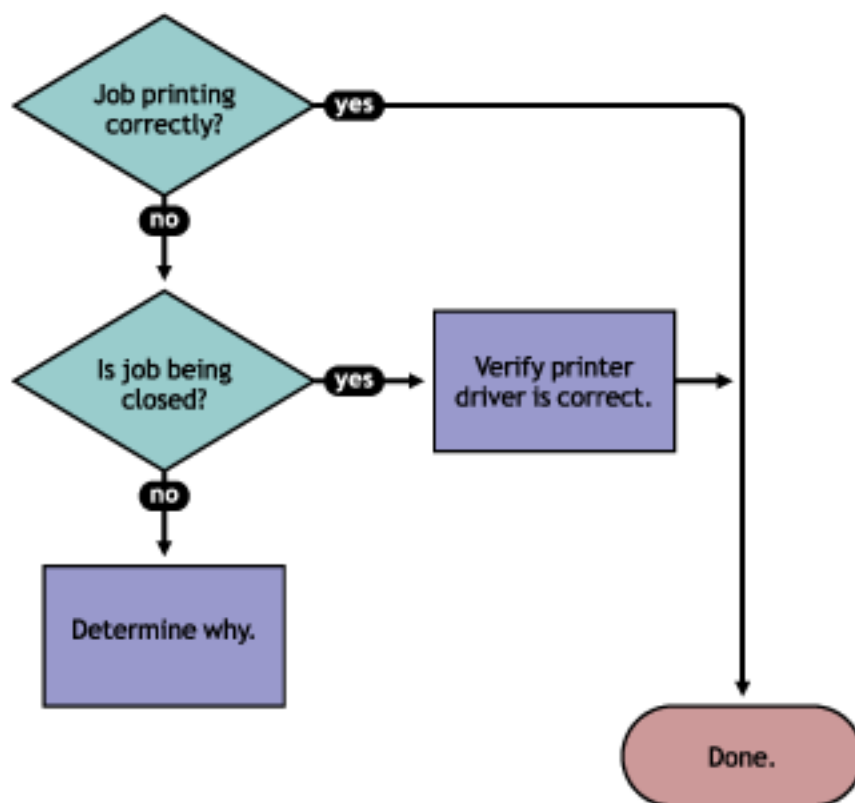 Job printing
correctly?
yes
no
Is job being
closed?
yes
Verify printer
driver is correct.
no
Determine why.
Done.